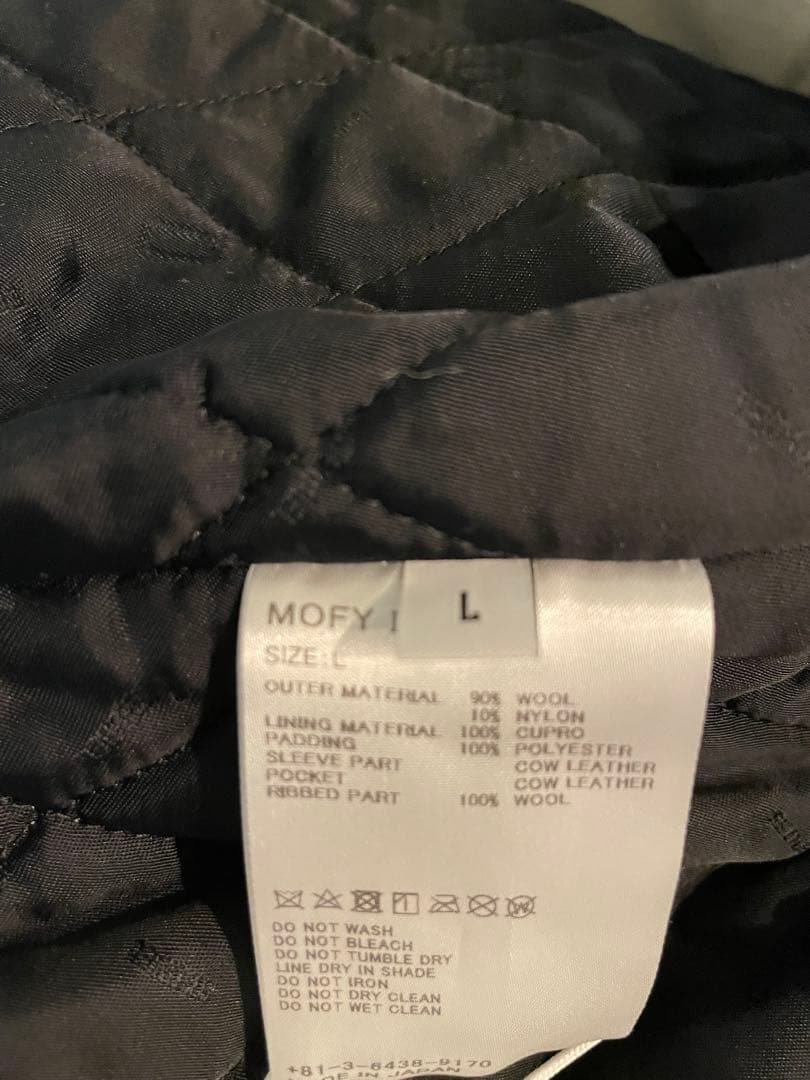 MOFY I
L
SIZE:L
OUTER MATERIAL 90% WOOL
10% NYLON
LINING MATERIAL 100% CUPRO
PADDING 100% POLYESTER
SLEEVE PART COW LEATHER
POCKET COW LEATHER
RIBBED PART 100% WOOL
DO NOT WASH
DO NOT BLEACH
DO NOT TUMBLE DRY
LINE DRY IN SHADE
DO NOT IRON
DO NOT DRY CLEAN
DO NOT WET CLEAN
+81-3-6438-9170
IN JAPAN